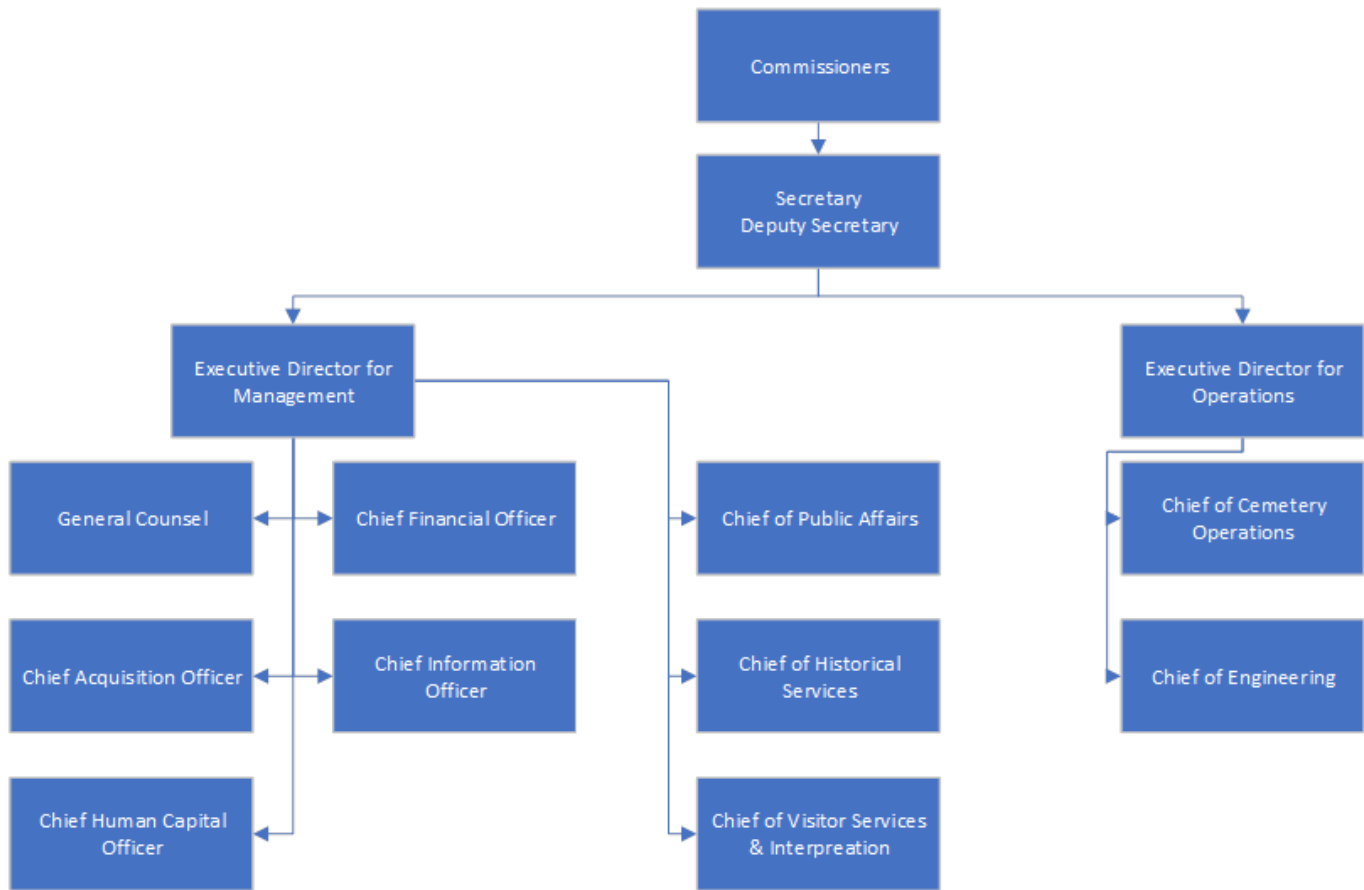 Commissioners
Secretary
Deputy Secretary
Executive Director for
Management
Executive Director for
Operations
General Counsel
Chief Financial Officer
Chief of Public Affairs
Chief of Cemetery
Operations
Chief Acquisition Officer
Chief Information
Officer
Chief of Historical
Services
Chief of Engineering
Chief Human Capital
Officer
Chief of Visitor Services
& Interpreation